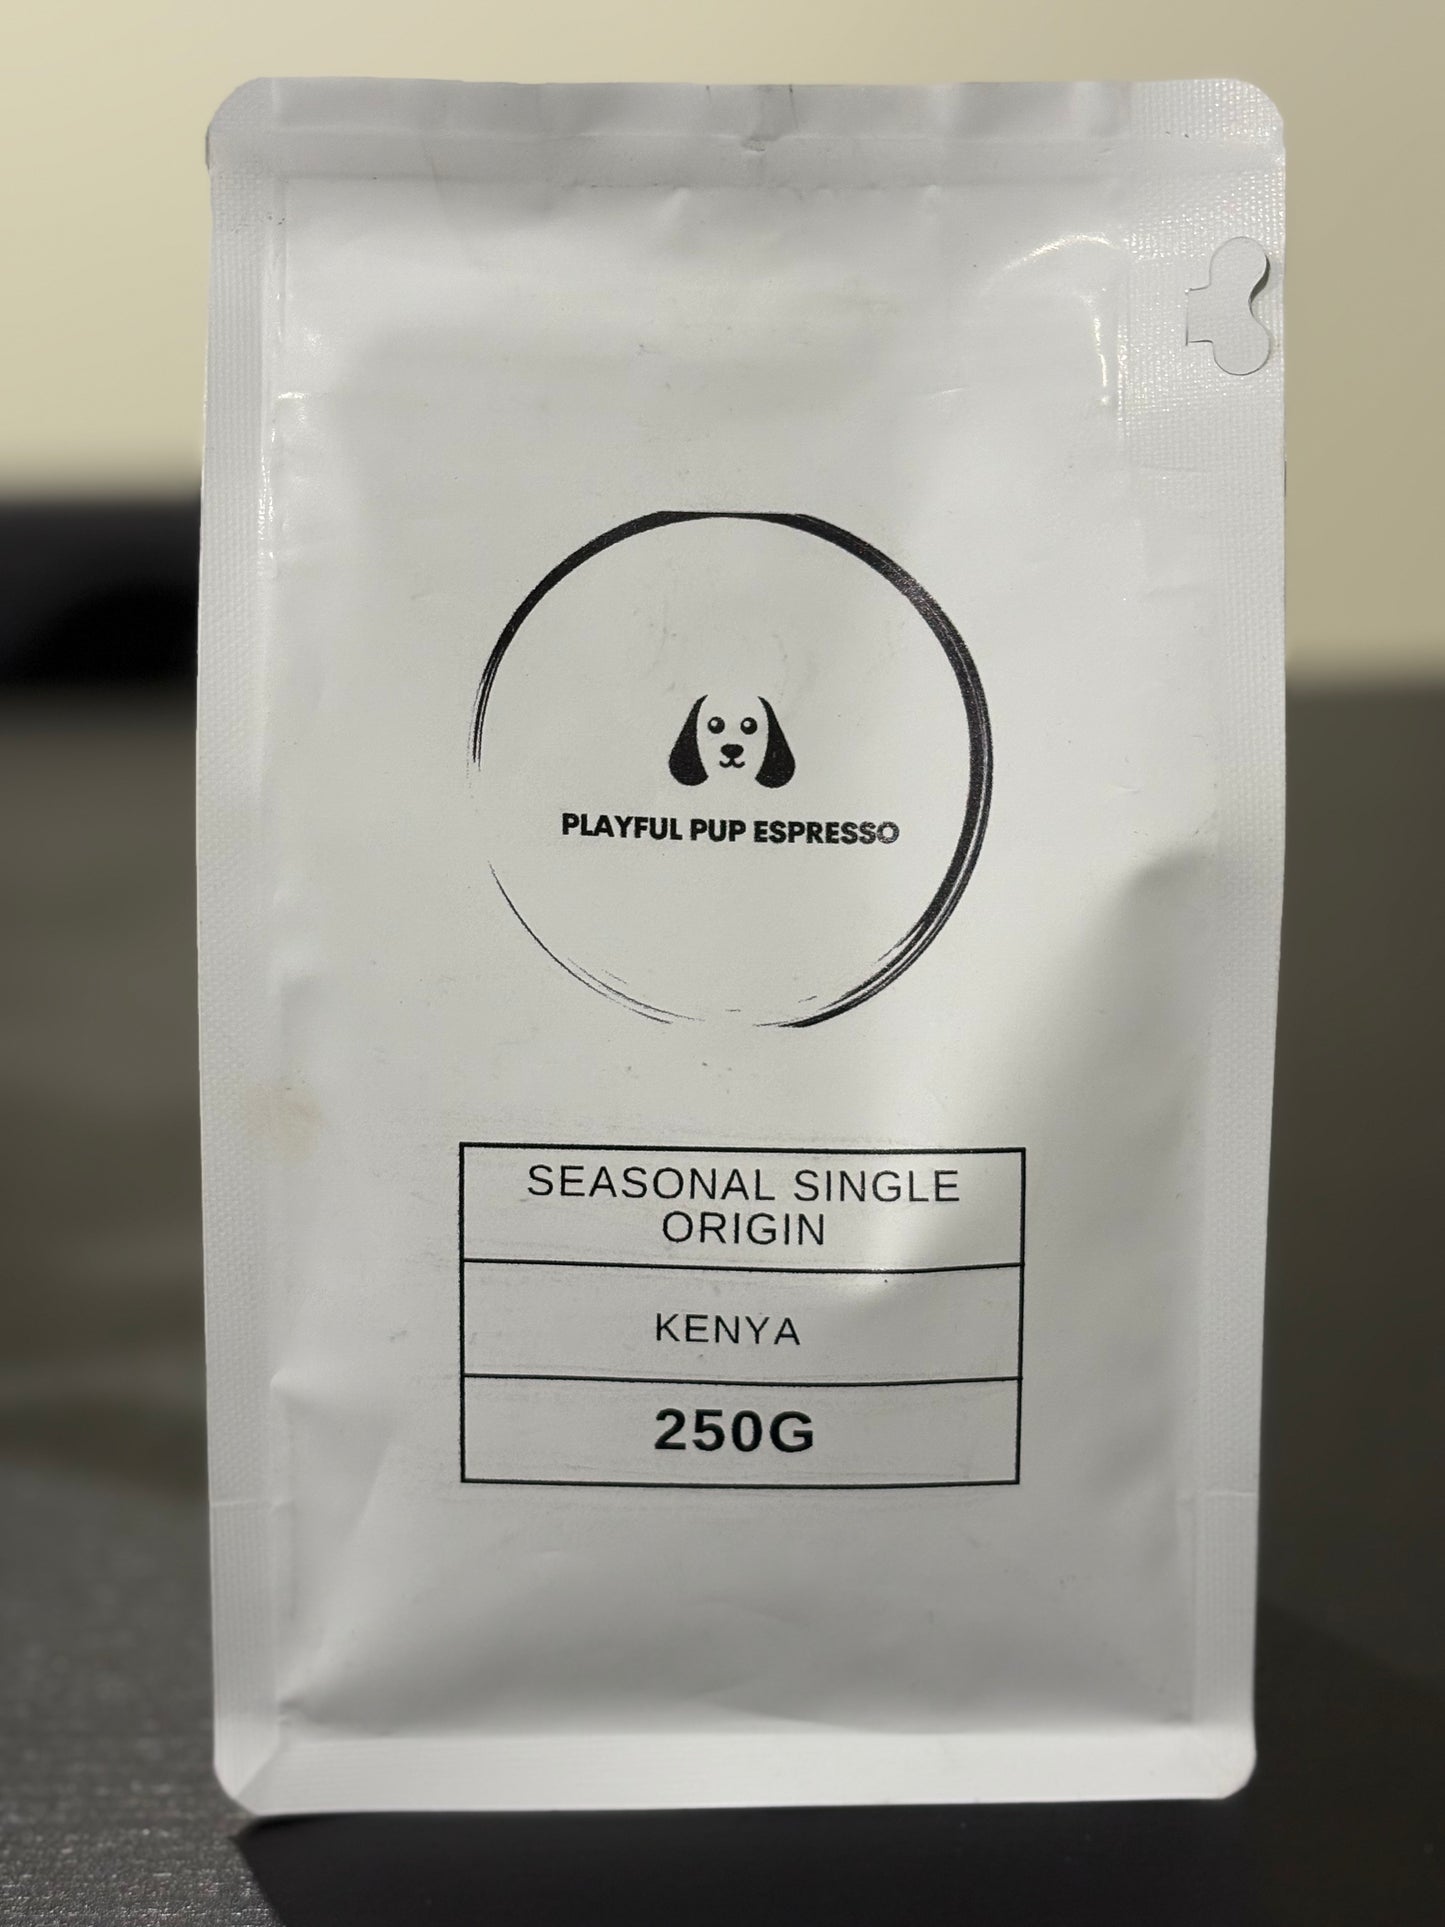 PLAYFUL PUP ESPRESSO
SEASONAL SINGLE
ORIGIN
KENYA
250G